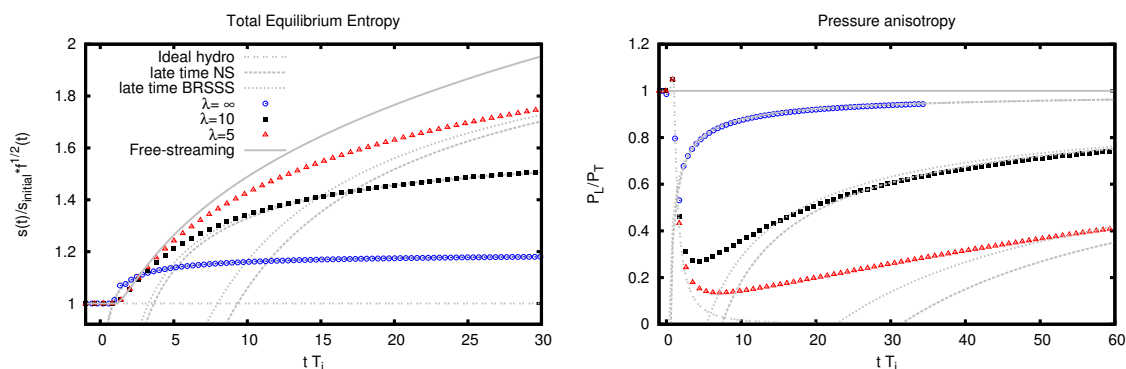 Total Equilibrium Entropy
s(t)/s_initial*f^1/2(t)
2
1.8
1.6
1.4
1.2
1
Ideal hydro
late time NS
late time BRSSS
λ= ∞
λ=10
λ=5
Free-streaming
0 5 10 15 20 25 30
t T_i
Pressure anisotropy
P_L/P_T
1.2
1
0.8
0.6
0.4
0.2
0
0 10 20 30 40 50 60
t T_i